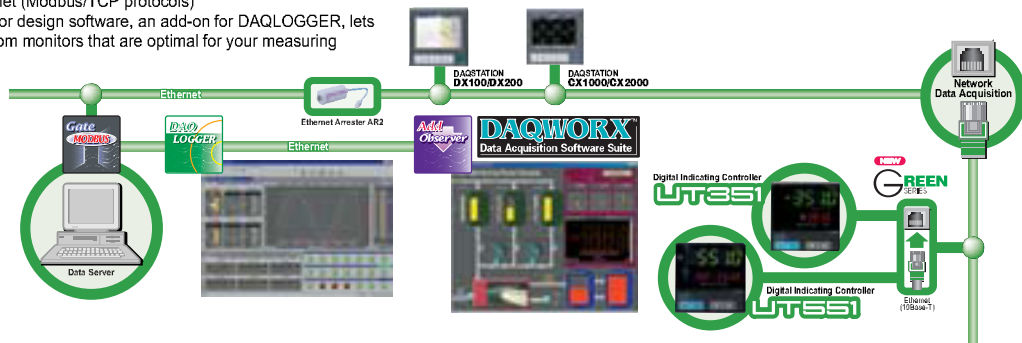 net (Modbus/TCP protocols)
or design software, an add-on for DAQLOGGER, lets
om monitors that are optimal for your measuring
DAQSTATION
DX100/DX200
DAQSTATION
CX1000/CX2000
Ethernet
Ethernet Arrester AR2
Network
Data Acquisition
Gate
MODBUS
DAQ
LOGGER
Ethernet
Add
Observer
DAQWORX™
Data Acquisition Software Suite
Data Server
NEW
GREEN
SERIES
Digital Indicating Controller
UT351
Digital Indicating Controller
UT551
Ethernet
(10Base-T)